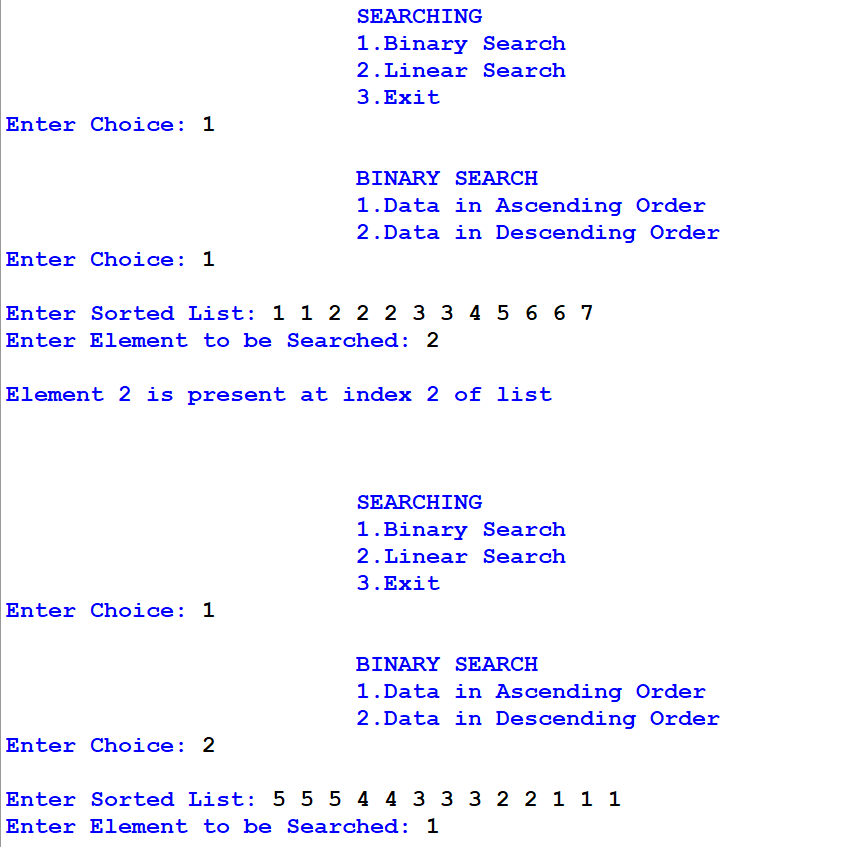 SEARCHING
1.Binary Search
2.Linear Search
3.Exit
Enter Choice: 1
BINARY SEARCH
1.Data in Ascending Order
2.Data in Descending Order
Enter Choice: 1
Enter Sorted List: 1 1 2 2 2 3 3 4 5 6 6 7
Enter Element to be Searched: 2
Element 2 is present at index 2 of list
SEARCHING
1.Binary Search
2.Linear Search
3.Exit
Enter Choice: 1
BINARY SEARCH
1.Data in Ascending Order
2.Data in Descending Order
Enter Choice: 2
Enter Sorted List: 5 5 5 4 4 3 3 3 2 2 1 1 1
Enter Element to be Searched: 1